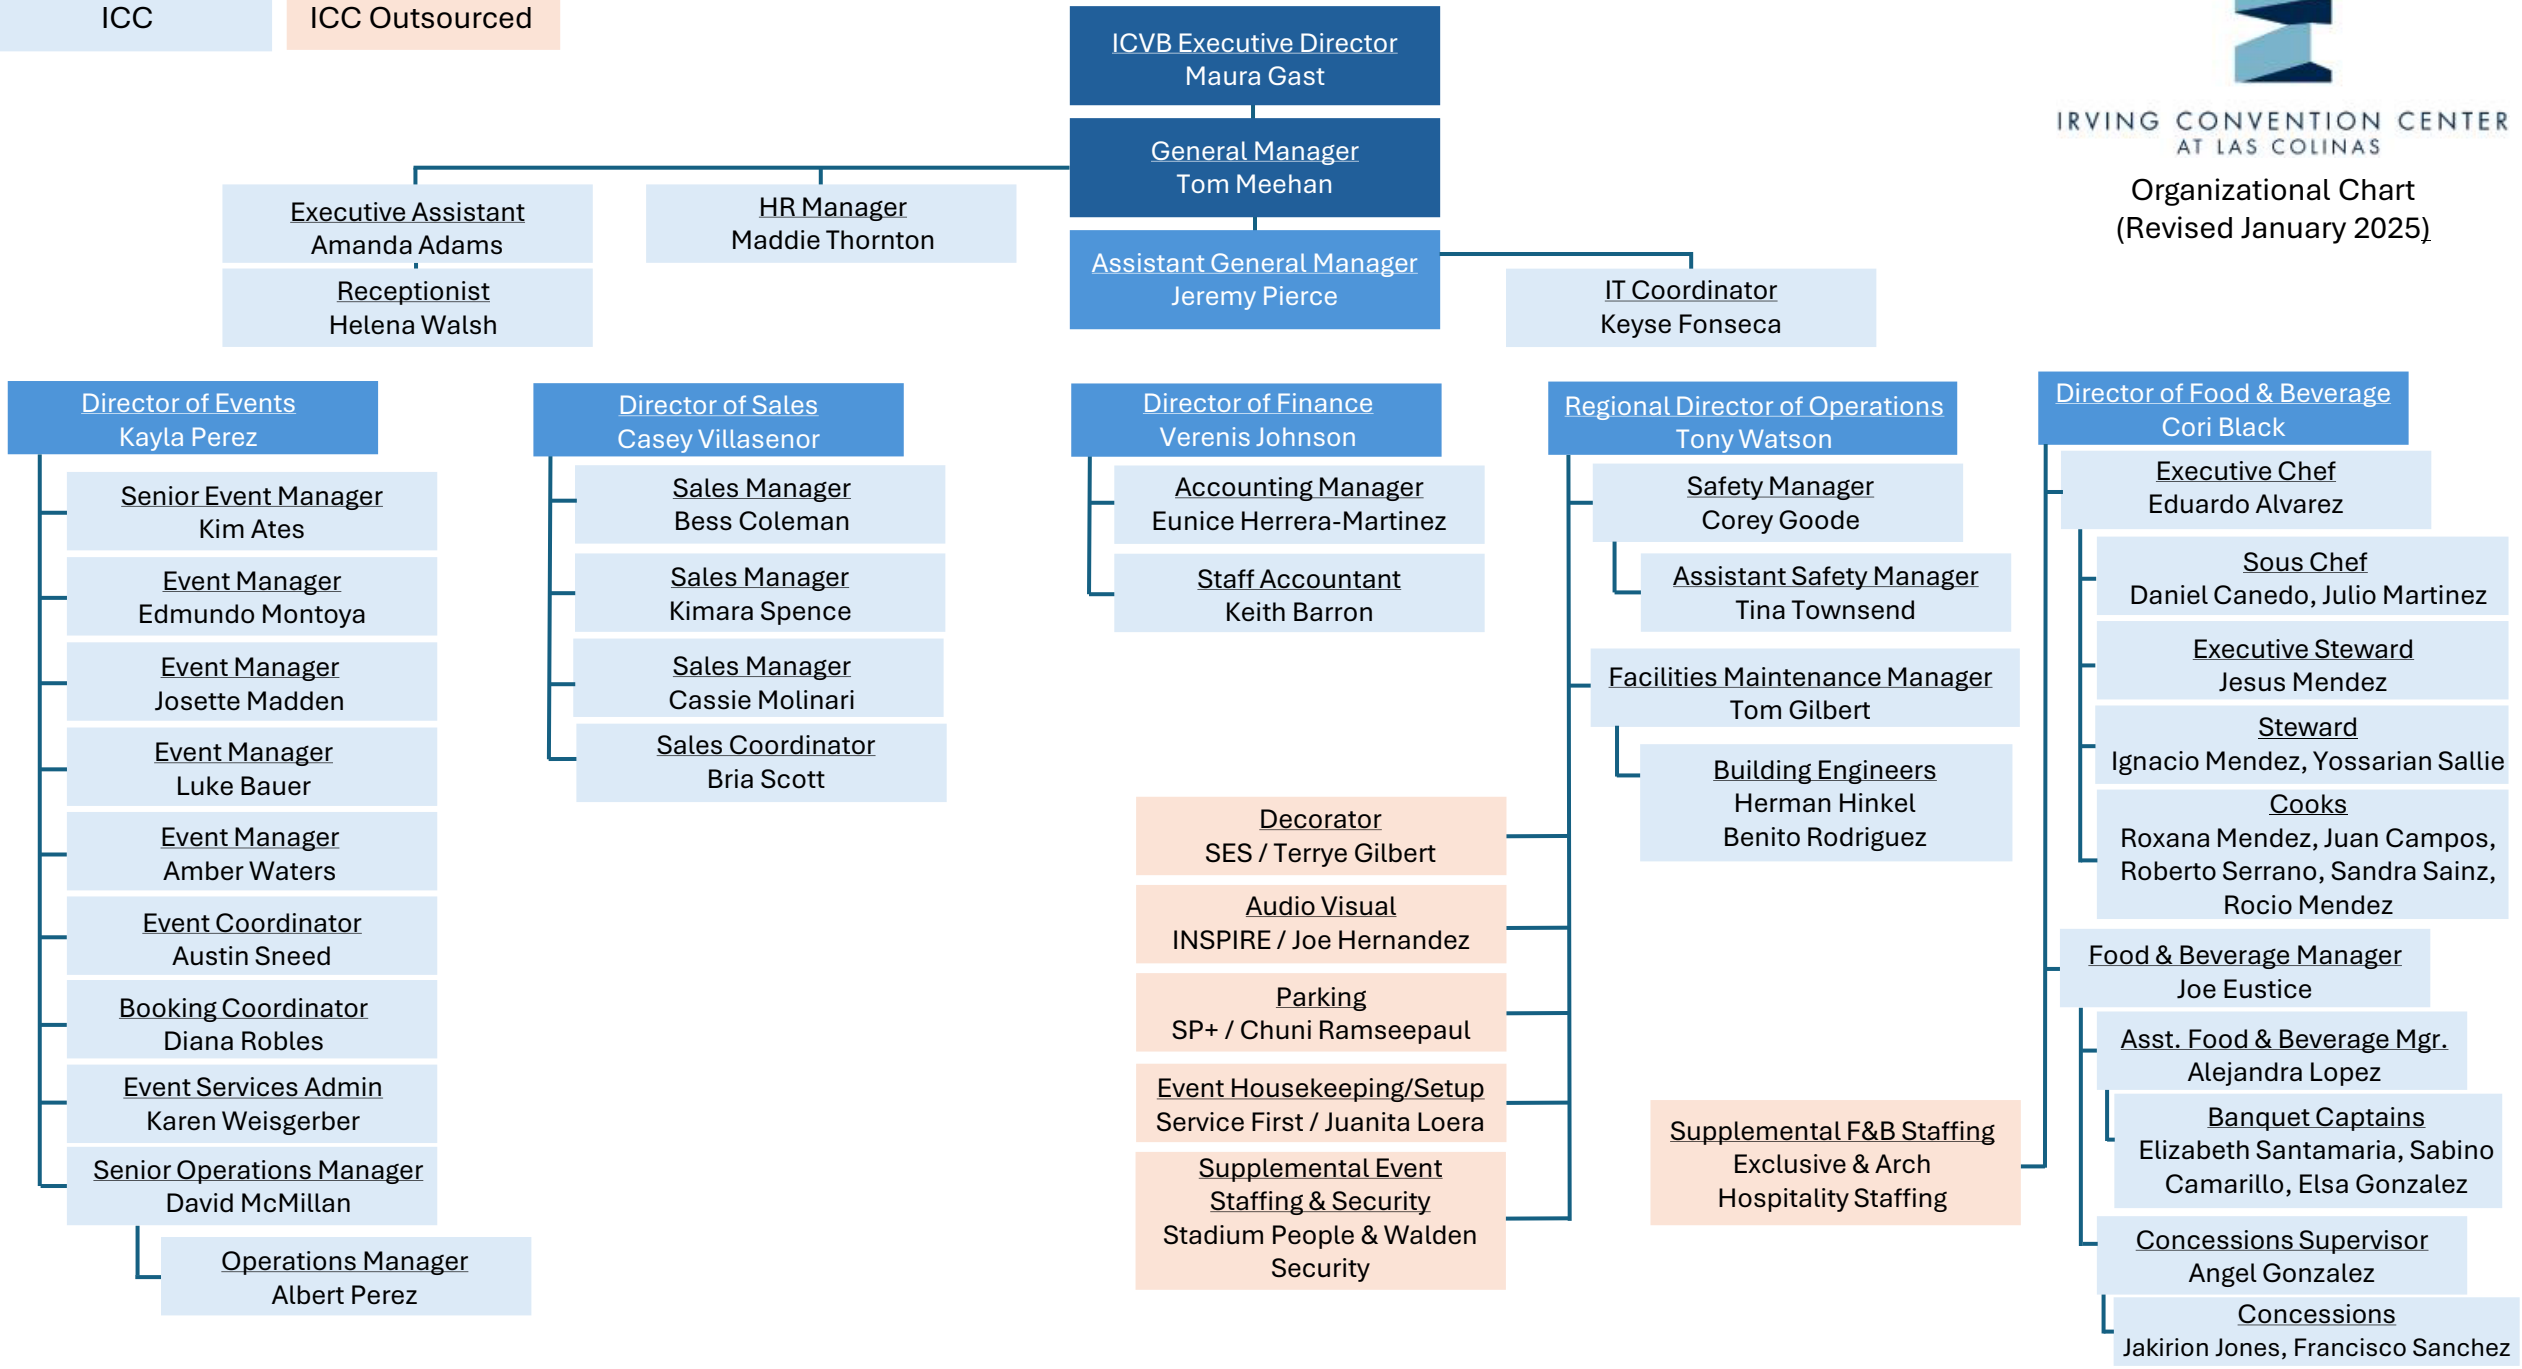 ICC
ICC Outsourced
ICVB Executive Director
Maura Gast
IRVING CONVENTION CENTER
AT LAS COLINAS
Organizational Chart
(Revised January 2025)
General Manager
Tom Meehan
Executive Assistant
Amanda Adams
HR Manager
Maddie Thornton
Assistant General Manager
Jeremy Pierce
Receptionist
Helena Walsh
IT Coordinator
Keyse Fonseca
Director of Events
Kayla Perez
Senior Event Manager
Kim Ates
Event Manager
Edmundo Montoya
Event Manager
Josette Madden
Event Manager
Luke Bauer
Event Manager
Amber Waters
Event Coordinator
Austin Sneed
Booking Coordinator
Diana Robles
Event Services Admin
Karen Weisgerber
Senior Operations Manager
David McMillan
Operations Manager
Albert Perez
Director of Sales
Casey Villasenor
Sales Manager
Bess Coleman
Sales Manager
Kimara Spence
Sales Manager
Cassie Molinari
Sales Coordinator
Bria Scott
Director of Finance
Verenis Johnson
Accounting Manager
Eunice Herrera-Martinez
Staff Accountant
Keith Barron
Regional Director of Operations
Tony Watson
Safety Manager
Corey Goode
Assistant Safety Manager
Tina Townsend
Facilities Maintenance Manager
Tom Gilbert
Building Engineers
Herman Hinkel
Benito Rodriguez
Decorator
SES / Terrye Gilbert
Audio Visual
INSPIRE / Joe Hernandez
Parking
SP+ / Chuni Ramseepaul
Event Housekeeping/Setup
Service First / Juanita Loera
Supplemental Event
Staffing & Security
Stadium People & Walden
Security
Director of Food & Beverage
Cori Black
Executive Chef
Eduardo Alvarez
Sous Chef
Daniel Canedo, Julio Martinez
Executive Steward
Jesus Mendez
Steward
Ignacio Mendez, Yossarian Sallie
Cooks
Roxana Mendez, Juan Campos,
Roberto Serrano, Sandra Sainz,
Rocio Mendez
Food & Beverage Manager
Joe Eustice
Asst. Food & Beverage Mgr.
Alejandra Lopez
Banquet Captains
Elizabeth Santamaria, Sabino
Camarillo, Elsa Gonzalez
Supplemental F&B Staffing
Exclusive & Arch
Hospitality Staffing
Concessions Supervisor
Angel Gonzalez
Concessions
Jakirion Jones, Francisco Sanchez